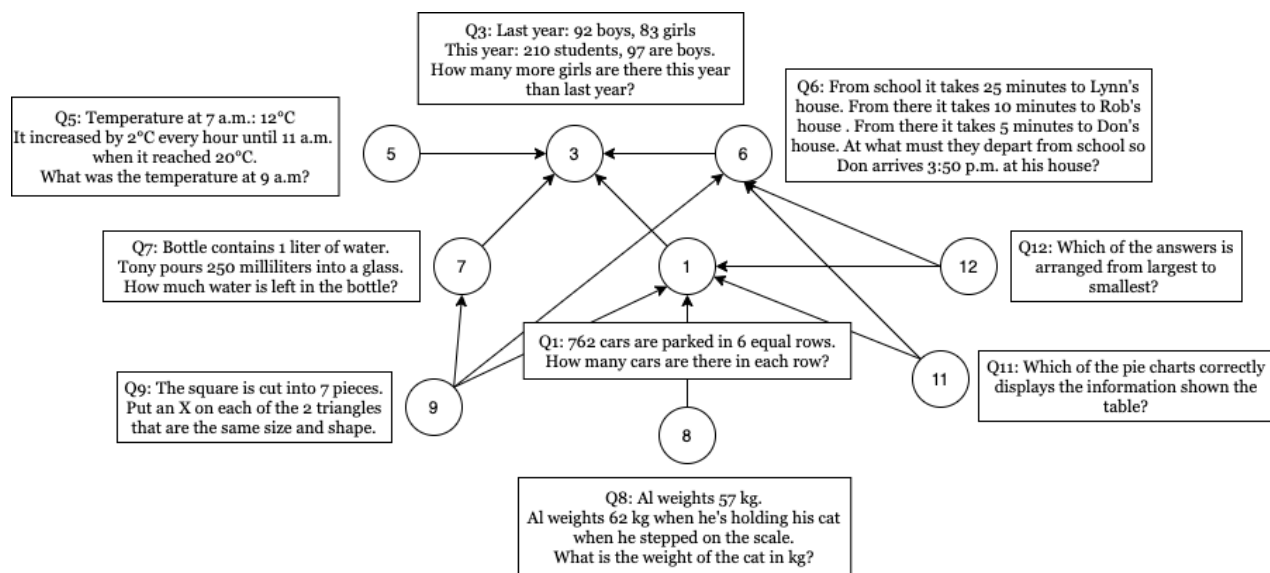 Q3: Last year: 92 boys, 83 girls
This year: 210 students, 97 are boys.
How many more girls are there this year
than last year?
Q6: From school it takes 25 minutes to Lynn's
house. From there it takes 10 minutes to Rob's
house . From there it takes 5 minutes to Don's
house. At what must they depart from school so
Don arrives 3:50 p.m. at his house?
Q5: Temperature at 7 a.m.: 12°C
It increased by 2°C every hour until 11 a.m.
when it reached 20°C.
What was the temperature at 9 a.m?
5
3
6
Q7: Bottle contains 1 liter of water.
Tony pours 250 milliliters into a glass.
How much water is left in the bottle?
7
1
12
Q12: Which of the answers is
arranged from largest to
smallest?
Q1: 762 cars are parked in 6 equal rows.
How many cars are there in each row?
Q9: The square is cut into 7 pieces.
Put an X on each of the 2 triangles
that are the same size and shape.
9
8
11
Q11: Which of the pie charts correctly
displays the information shown the
table?
Q8: Al weights 57 kg.
Al weights 62 kg when he's holding his cat
when he stepped on the scale.
What is the weight of the cat in kg?